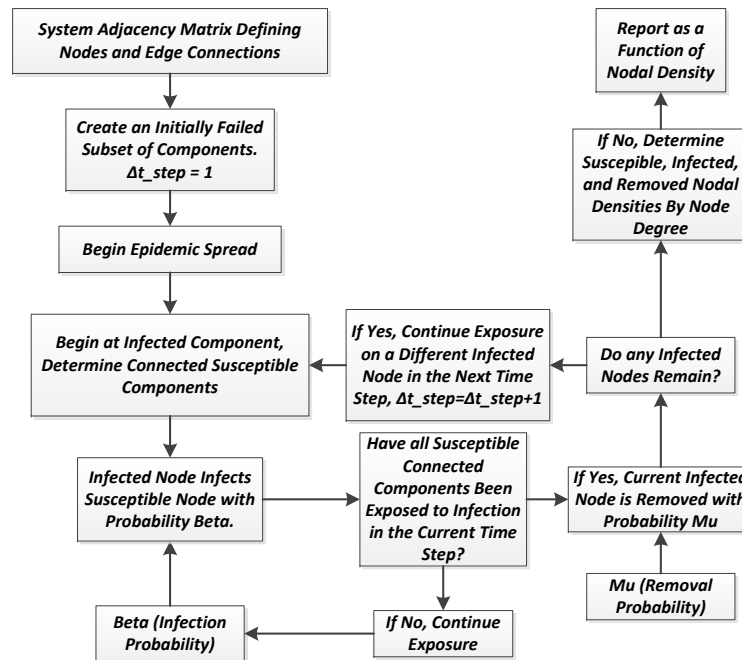 System Adjacency Matrix Defining
Nodes and Edge Connections
Create an Initially Failed
Subset of Components.
Δt_step = 1
Begin Epidemic Spread
Begin at Infected Component,
Determine Connected Susceptible
Components
Infected Node Infects
Susceptible Node with
Probability Beta.
Beta (Infection
Probability)
If Yes, Continue Exposure
on a Different Infected
Node in the Next Time
Step, Δt_step=Δt_step+1
Have all Susceptible
Connected
Components Been
Exposed to Infection
in the Current Time
Step?
If No, Continue
Exposure
Report as a
Function of
Nodal Density
If No, Determine
Suscepible, Infected,
and Removed Nodal
Densities By Node
Degree
Do any Infected
Nodes Remain?
If Yes, Current Infected
Node is Removed with
Probability Mu
Mu (Removal
Probability)